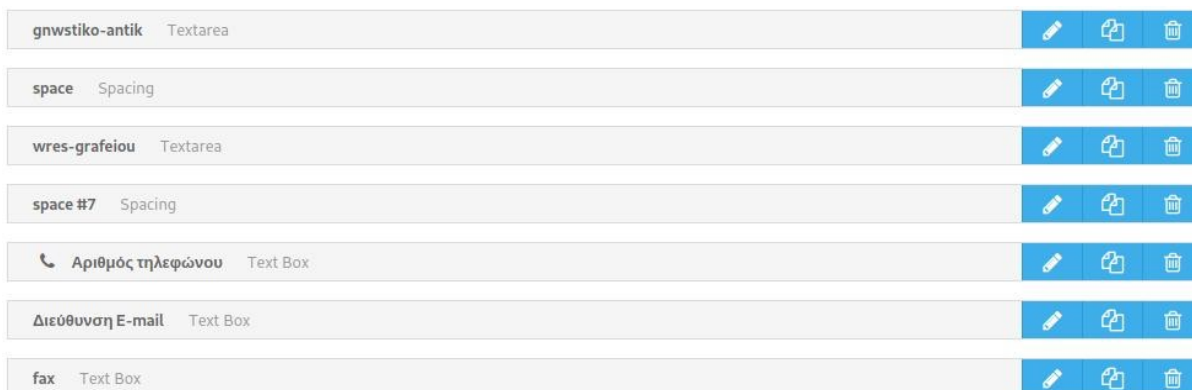 gnwstiko-antik Textarea
space Spacing
wres-grafeiou Textarea
space #7 Spacing
Αριθμός τηλεφώνου Text Box
Διεύθυνση E-mail Text Box
fax Text Box